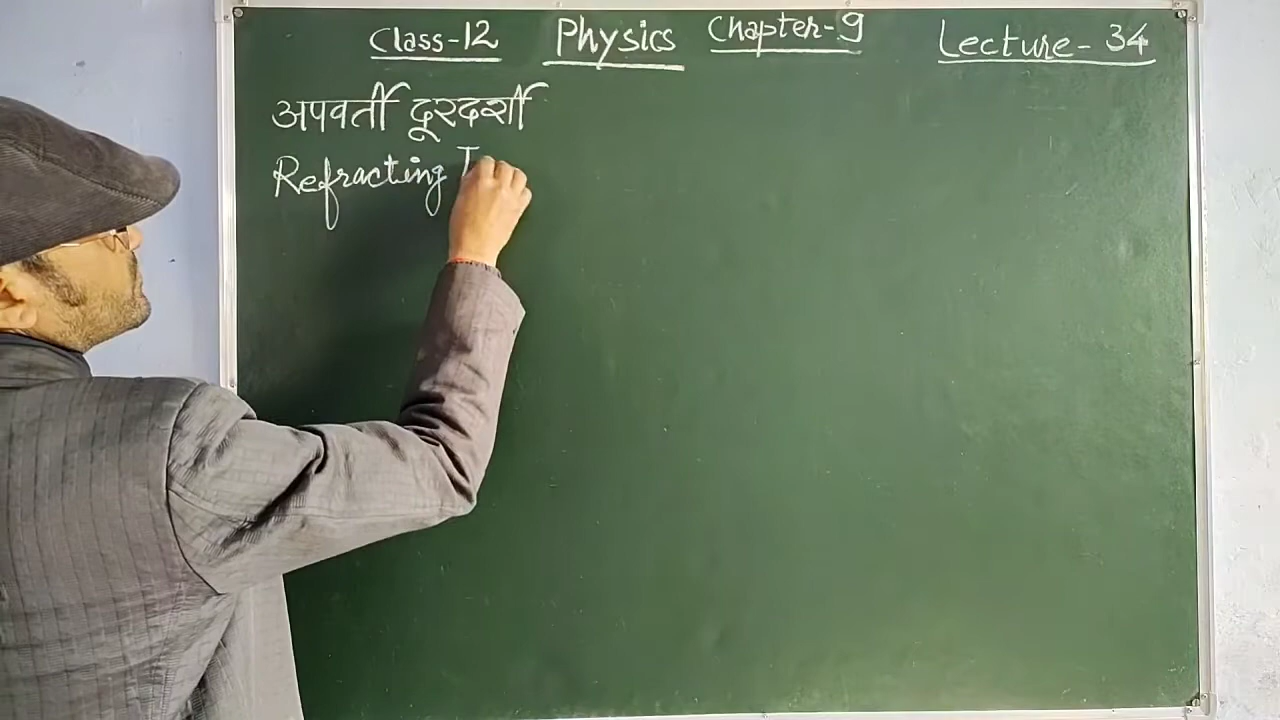 Class-12 Physics Chapter-9 Lecture-34
अपवर्ती दूरदर्शी
Refracting T